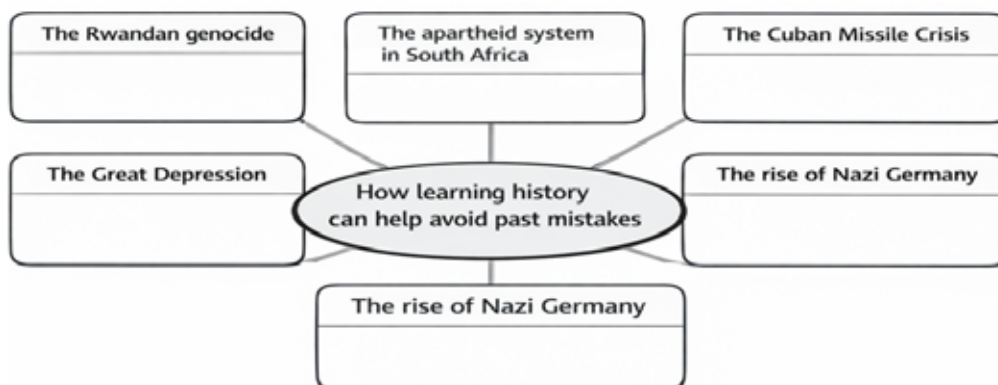 The Rwandan genocide
The apartheid system
in South Africa
The Cuban Missile Crisis
The Great Depression
How learning history
can help avoid past mistakes
The rise of Nazi Germany
The rise of Nazi Germany